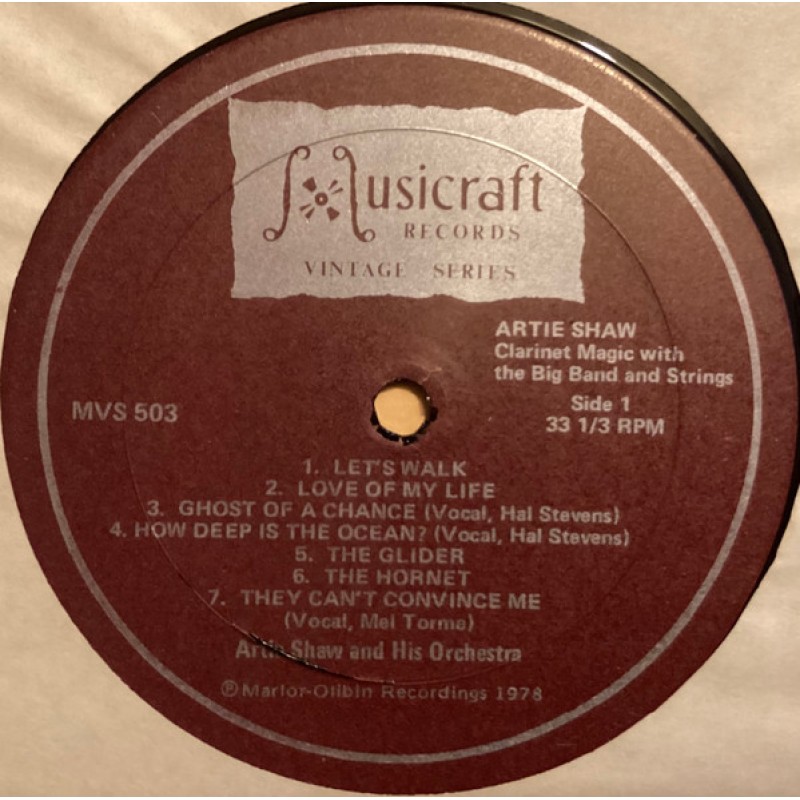 Musicraft
RECORDS
VINTAGE SERIES
ARTIE SHAW
Clarinet Magic with
the Big Band and Strings
Side 1
33 1/3 RPM
MVS 503
1. LET'S WALK
2. LOVE OF MY LIFE
3. GHOST OF A CHANCE (Vocal, Hal Stevens)
4. HOW DEEP IS THE OCEAN? (Vocal, Hal Stevens)
5. THE GLIDER
6. THE HORNET
7. THEY CAN'T CONVINCE ME
(Vocal, Mel Torme)
Artie Shaw and His Orchestra
℗Marlor-Olibin Recordings 1978